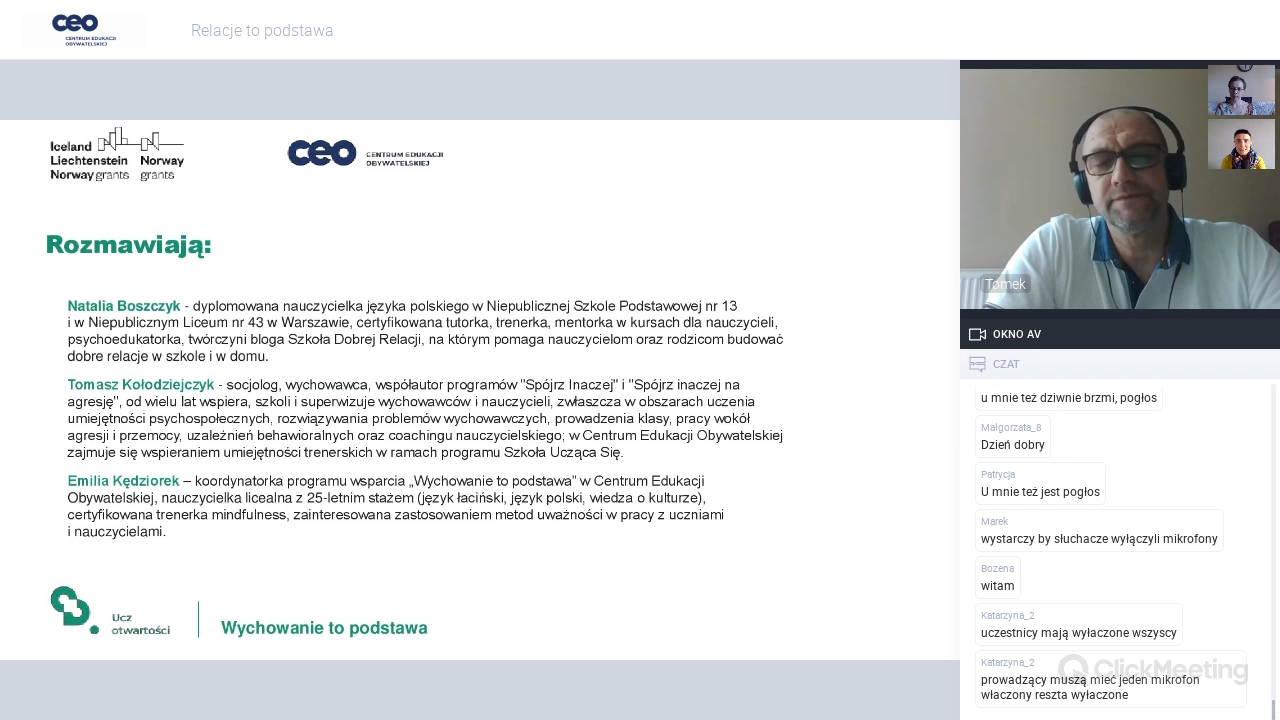 ceo
CENTRUM EDUKACJI
OBYWATELSKIEJ
Relacje to podstawa
Iceland
Liechtenstein Norway
Norway grants grants
ceo CENTRUM EDUKACJI
OBYWATELSKIEJ
Rozmawiają:
Natalia Boszczyk - dyplomowana nauczycielka języka polskiego w Niepublicznej Szkole Podstawowej nr 13
i w Niepublicznym Liceum nr 43 w Warszawie, certyfikowana tutorka, trenerka, mentorka w kursach dla nauczycieli,
psychoedukatorka, twórczyni bloga Szkoła Dobrej Relacji, na którym pomaga nauczycielom oraz rodzicom budować
dobre relacje w szkole i w domu.
Tomasz Kołodziejczyk - socjolog, wychowawca, współautor programów "Spójrz Inaczej" i "Spójrz inaczej na
agresję", od wielu lat wspiera, szkoli i superwizuje wychowawców i nauczycieli, zwłaszcza w obszarach uczenia
umiejętności psychospołecznych, rozwiązywania problemów wychowawczych, prowadzenia klasy, pracy wokół
agresji i przemocy, uzależnień behawioralnych oraz coachingu nauczycielskiego; w Centrum Edukacji Obywatelskiej
zajmuje się wspieraniem umiejętności trenerskich w ramach programu Szkoła Ucząca Się.
Emilia Kędziorek – koordynatorka programu wsparcia „Wychowanie to podstawa” w Centrum Edukacji
Obywatelskiej, nauczycielka licealna z 25-letnim stażem (język łaciński, język polski, wiedza o kulturze),
certyfikowana trenerka mindfulness, zainteresowana zastosowaniem metod uważności w pracy z uczniami
i nauczycielami.
Ucz
otwartości
Wychowanie to podstawa
Tomek
OKNO AV
CZAT
u mnie też dziwnie brzmi, pogłos
Małgorzata_8
Dzień dobry
Patrycja
U mnie też jest pogłos
Marek
wystarczy by słuchacze wyłączyli mikrofony
Bozena
witam
Katarzyna_2
uczestnicy mają wyłaczone wszyscy
Katarzyna_2
prowadzący muszą mieć jeden mikrofon
właczony reszta wyłaczone
ClickMeeting